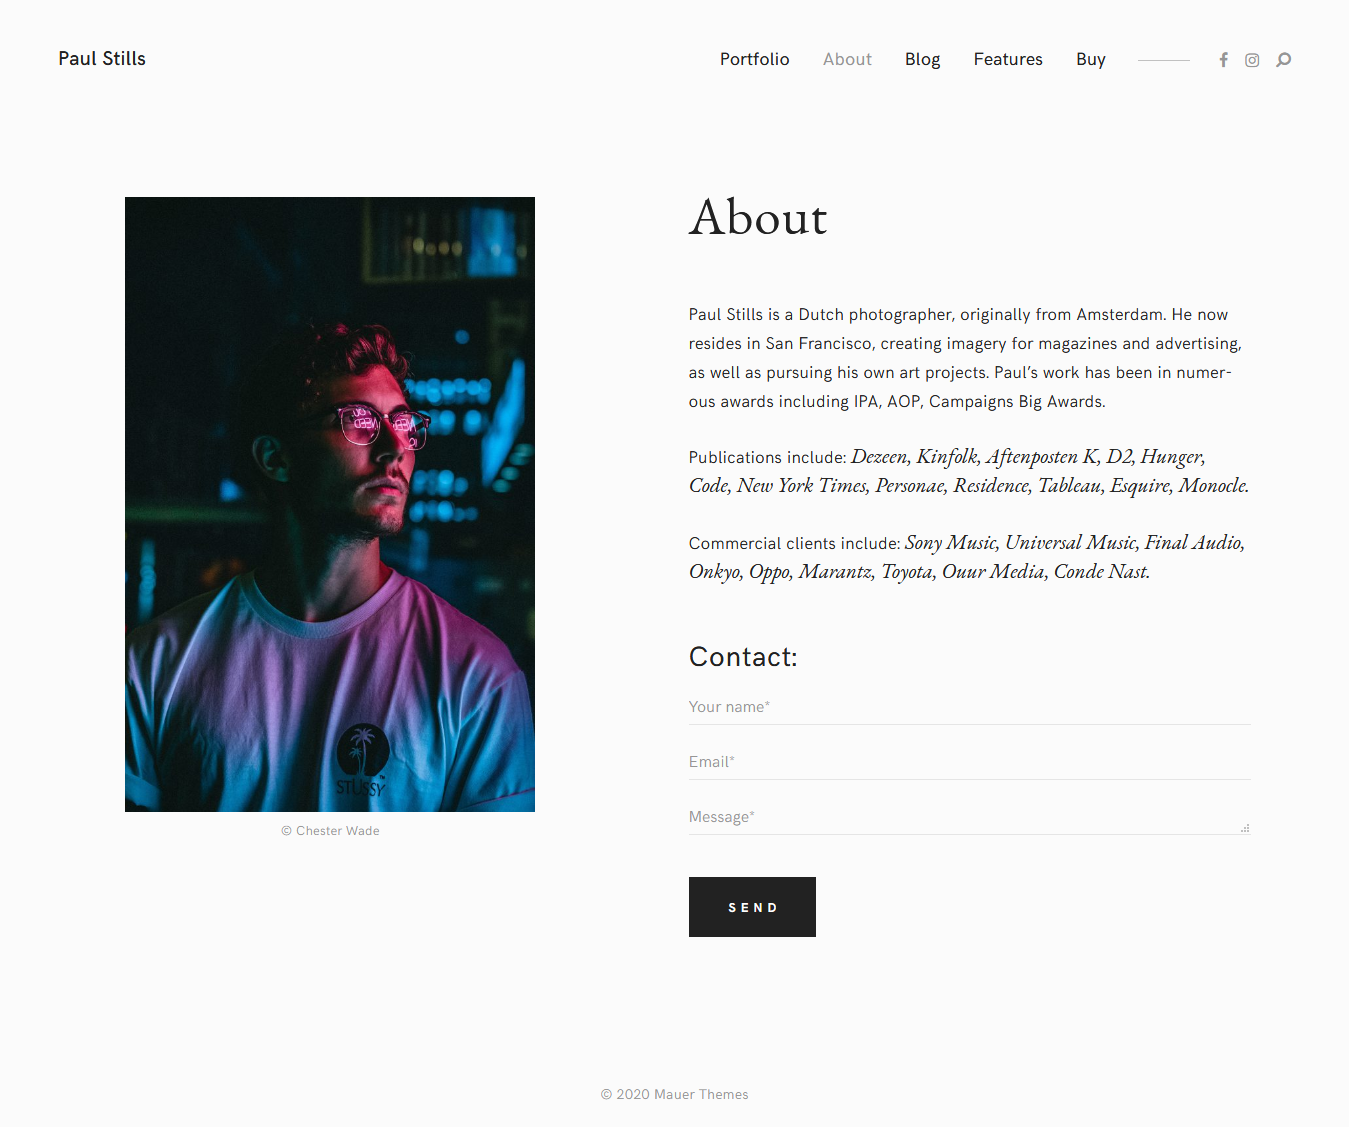 Paul Stills
Portfolio About Blog Features Buy
About
Paul Stills is a Dutch photographer, originally from Amsterdam. He now
resides in San Francisco, creating imagery for magazines and advertising,
as well as pursuing his own art projects. Paul’s work has been in numer-
ous awards including IPA, AOP, Campaigns Big Awards.
Publications include: Dezeen, Kinfolk, Aftenposten K, D2, Hunger,
Code, New York Times, Personae, Residence, Tableau, Esquire, Monocle.
Commercial clients include: Sony Music, Universal Music, Final Audio,
Onkyo, Oppo, Marantz, Toyota, Ouur Media, Conde Nast.
Contact:
Your name*
Email*
Message*
SEND
STUSSY
© Chester Wade
© 2020 Mauer Themes